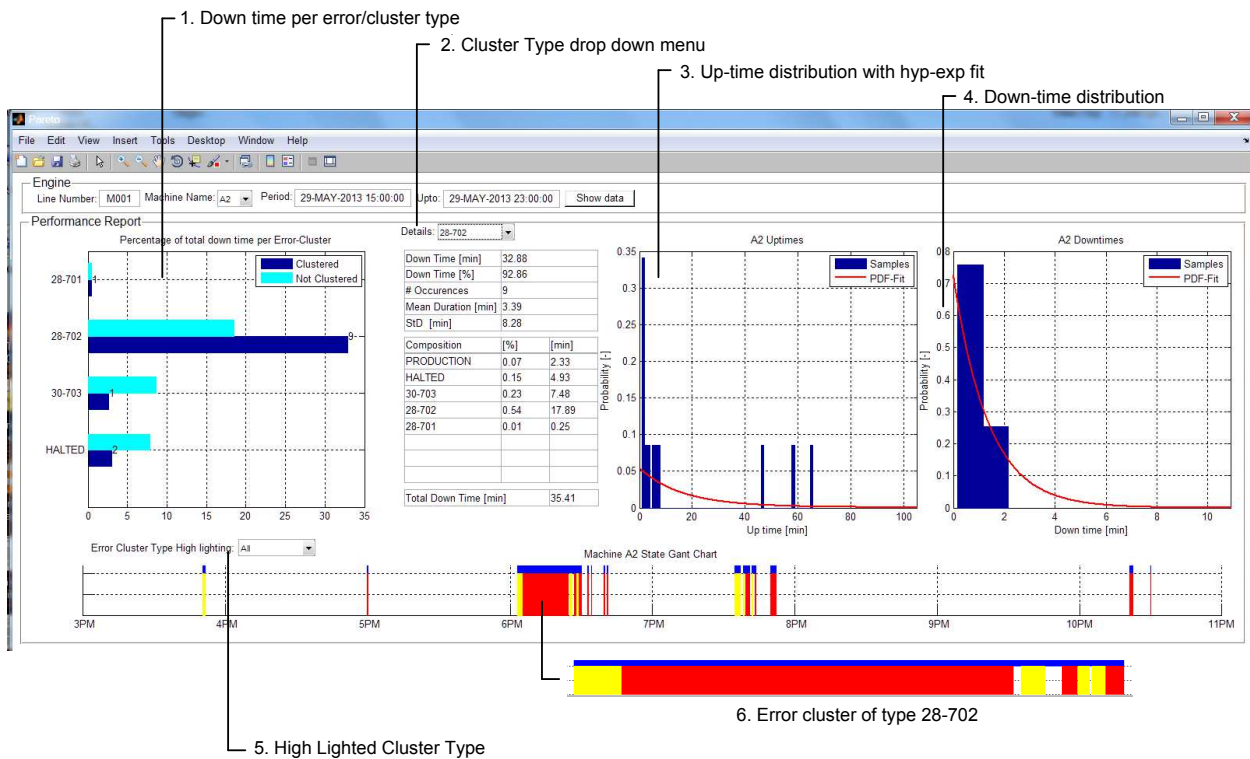 1. Down time per error/cluster type
2. Cluster Type drop down menu
3. Up-time distribution with hyp-exp fit
4. Down-time distribution
Pareto
File Edit View Insert Tools Desktop Window Help
Engine
Line Number: M001 Machine Name: A2 Period: 29-MAY-2013 15:00:00 Upto: 29-MAY-2013 23:00:00 Show data
Performance Report
Percentage of total down time per Error-Cluster
Clustered
Not Clustered
28-701
1
28-702
9
30-703
1
HALTED
2
0 5 10 15 20 25 30 35
Details: 28-702
Down Time [min] 32.88
Down Time [%] 92.86
# Occurences 9
Mean Duration [min] 3.39
StD [min] 8.28
Composition [%] [min]
PRODUCTION 0.07 2.33
HALTED 0.15 4.93
30-703 0.23 7.48
28-702 0.54 17.89
28-701 0.01 0.25
Total Down Time [min] 35.41
A2 Uptimes
Samples
PDF-Fit
0.35
0.3
0.25
0.2
0.15
0.1
0.05
0
Probability [-]
0 20 40 60 80 100
Up time [min]
A2 Downtimes
Samples
PDF-Fit
0.8
0.7
0.6
0.5
0.4
0.3
0.2
0.1
0
Probability [-]
0 2 4 6 8 10
Down time [min]
Error Cluster Type High lighting: All
Machine A2 State Gant Chart
3PM 4PM 5PM 6PM 7PM 8PM 9PM 10PM 11PM
6. Error cluster of type 28-702
5. High Lighted Cluster Type